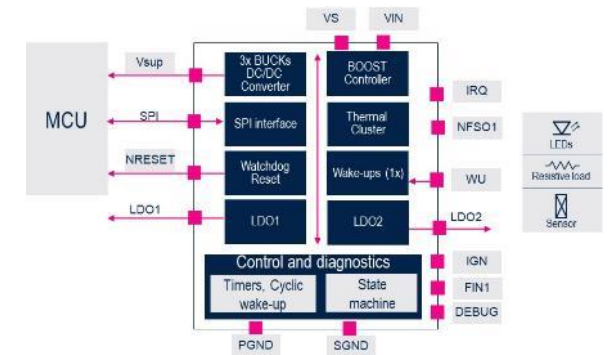 VS
VIN
Vsup
3x BUCKs
DC/DC
Converter
BOOST
Controller
IRQ
MCU
SPI
SPI interface
Thermal
Cluster
NFSO1
LEDs
NRESET
Watchdog
Reset
Wake-ups (1x)
WU
Resistive load
LDO1
LDO1
LDO2
LDO2
Sensor
Control and diagnostics
IGN
Timers, Cyclic
wake-up
State
machine
FIN1
DEBUG
PGND
SGND